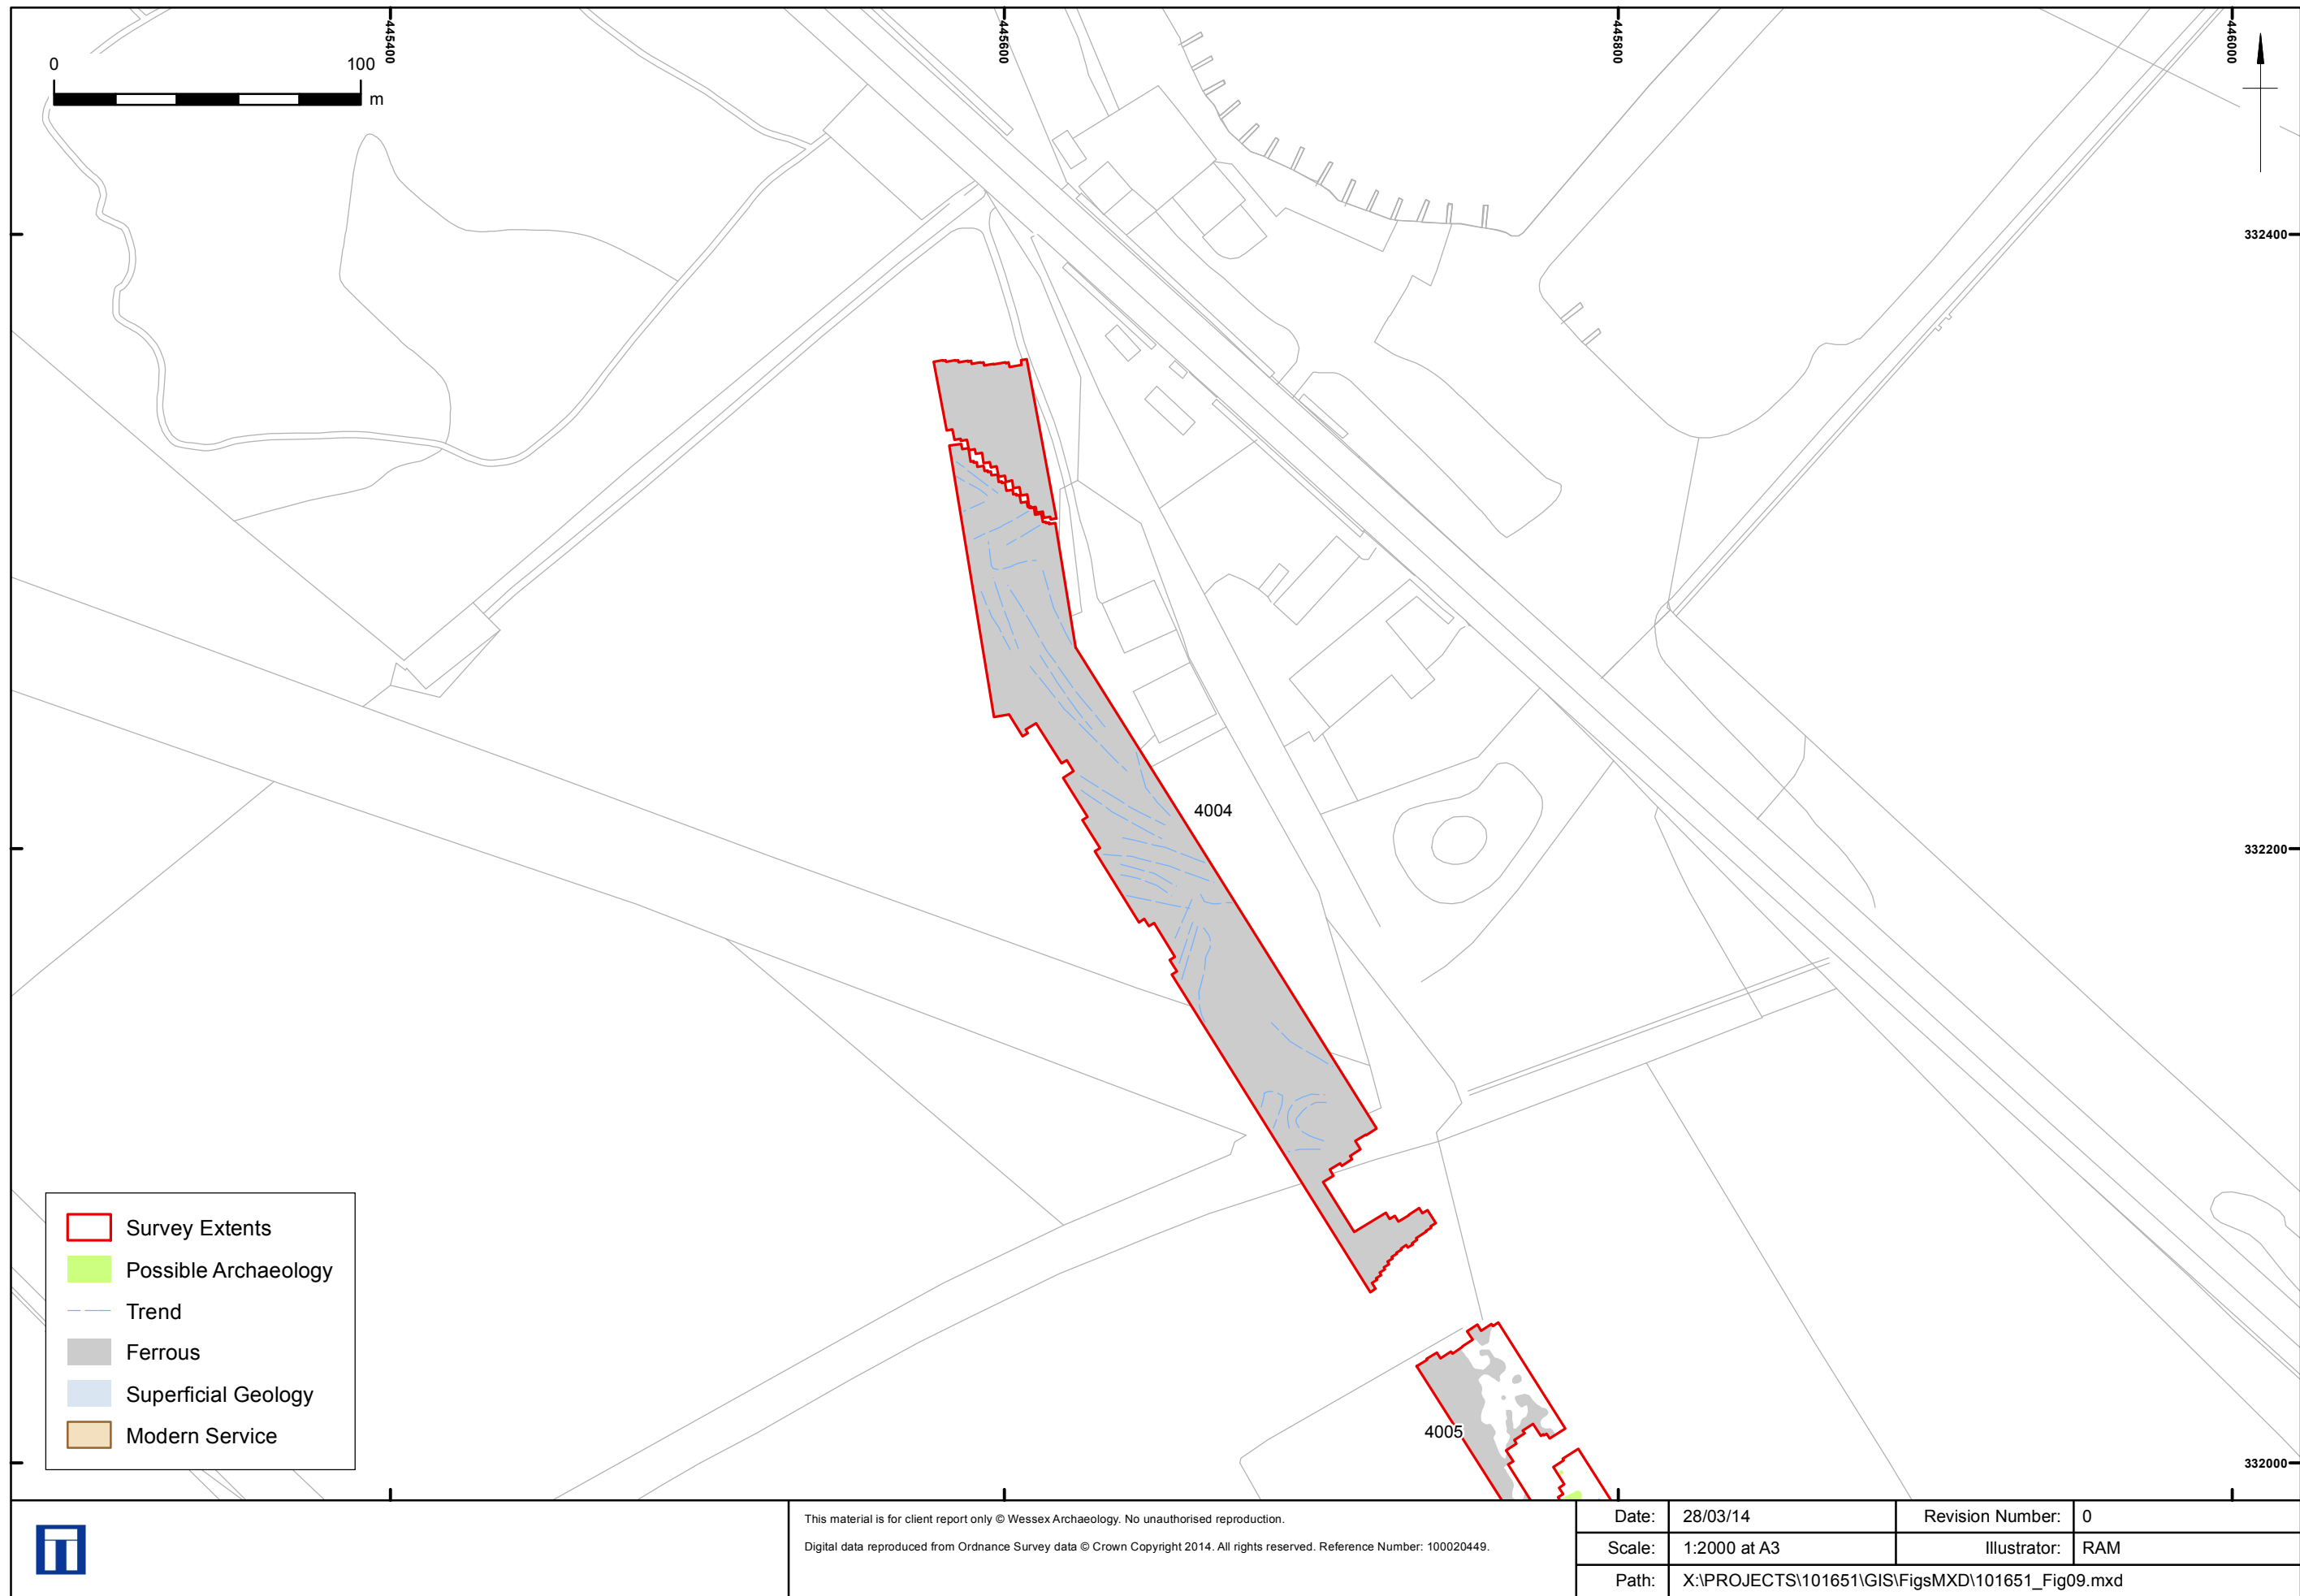 445400
445600
445800
446000
0 100
m
332400
4004
332200
Survey Extents
Possible Archaeology
Trend
Ferrous
Superficial Geology
Modern Service
4005
332000
This material is for client report only © Wessex Archaeology. No unauthorised reproduction.
Digital data reproduced from Ordnance Survey data © Crown Copyright 2014. All rights reserved. Reference Number: 100020449.
Date: 28/03/14 Revision Number: 0
Scale: 1:2000 at A3 Illustrator: RAM
Path: X:\PROJECTS\101651\GIS\FigsMXD\101651_Fig09.mxd